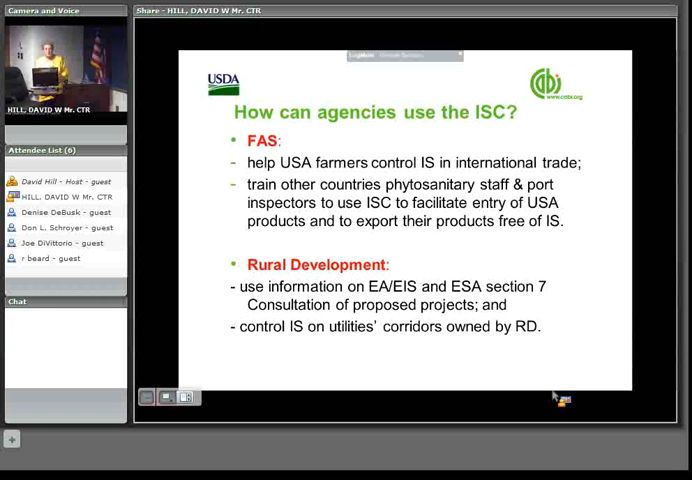 Camera and Voice
HILL, DAVID W Mr. CTR
Attendee List (6)
David Hill - Host - guest
HILL. DAVID W Mr. CTR
Denise DeBusk - guest
Don L. Schroyer - guest
Joe DiVittorio - guest
r beard - guest
Chat
Share - HILL, DAVID W Mr. CTR
USDA
cabi
www.cabi.org
How can agencies use the ISC?
• FAS:
- help USA farmers control IS in international trade;
- train other countries phytosanitary staff & port
inspectors to use ISC to facilitate entry of USA
products and to export their products free of IS.
• Rural Development:
- use information on EA/EIS and ESA section 7
Consultation of proposed projects; and
- control IS on utilities' corridors owned by RD.